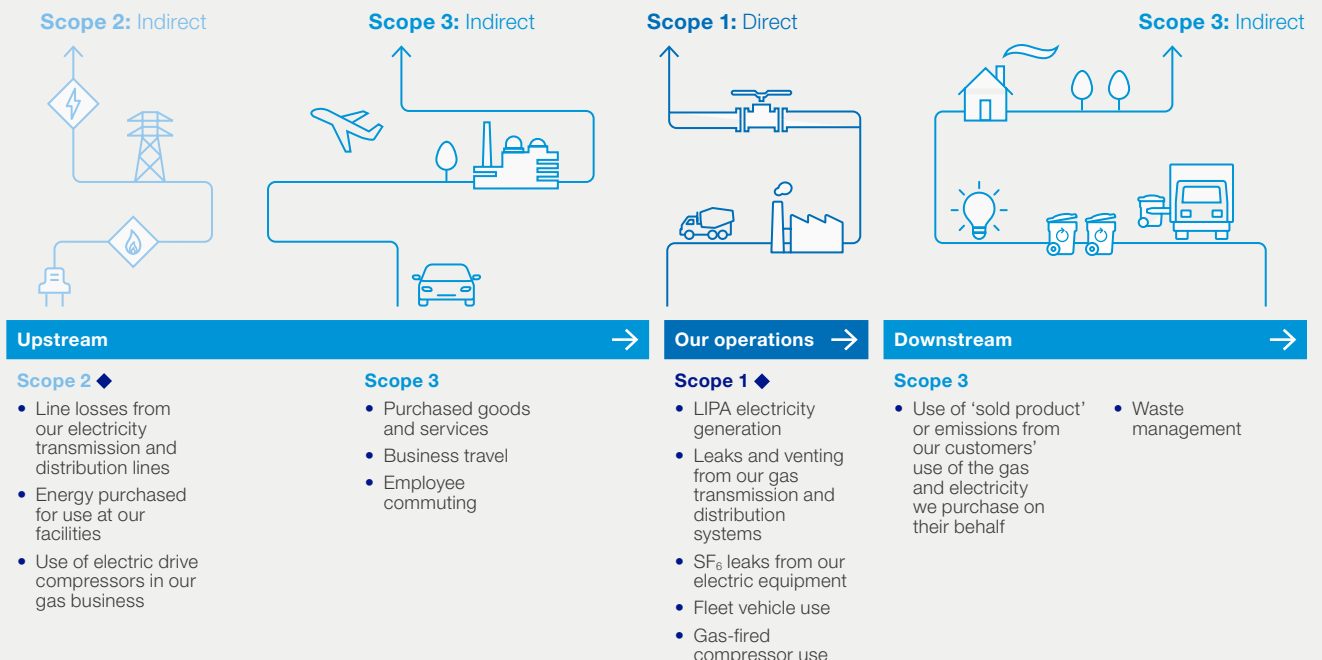 Scope 2: Indirect
Scope 3: Indirect
Scope 1: Direct
Scope 3: Indirect
Upstream
Our operations
Downstream
Scope 2 ◆
• Line losses from
our electricity
transmission and
distribution lines
• Energy purchased
for use at our
facilities
• Use of electric drive
compressors in our
gas business
Scope 3
• Purchased goods
and services
• Business travel
• Employee
commuting
Scope 1 ◆
• LIPA electricity
generation
• Leaks and venting
from our gas
transmission and
distribution
systems
• SF₆ leaks from our
electric equipment
• Fleet vehicle use
• Gas-fired
compressor use
Scope 3
• Use of ‘sold product’
or emissions from
our customers’
use of the gas
and electricity
we purchase on
their behalf
• Waste
management